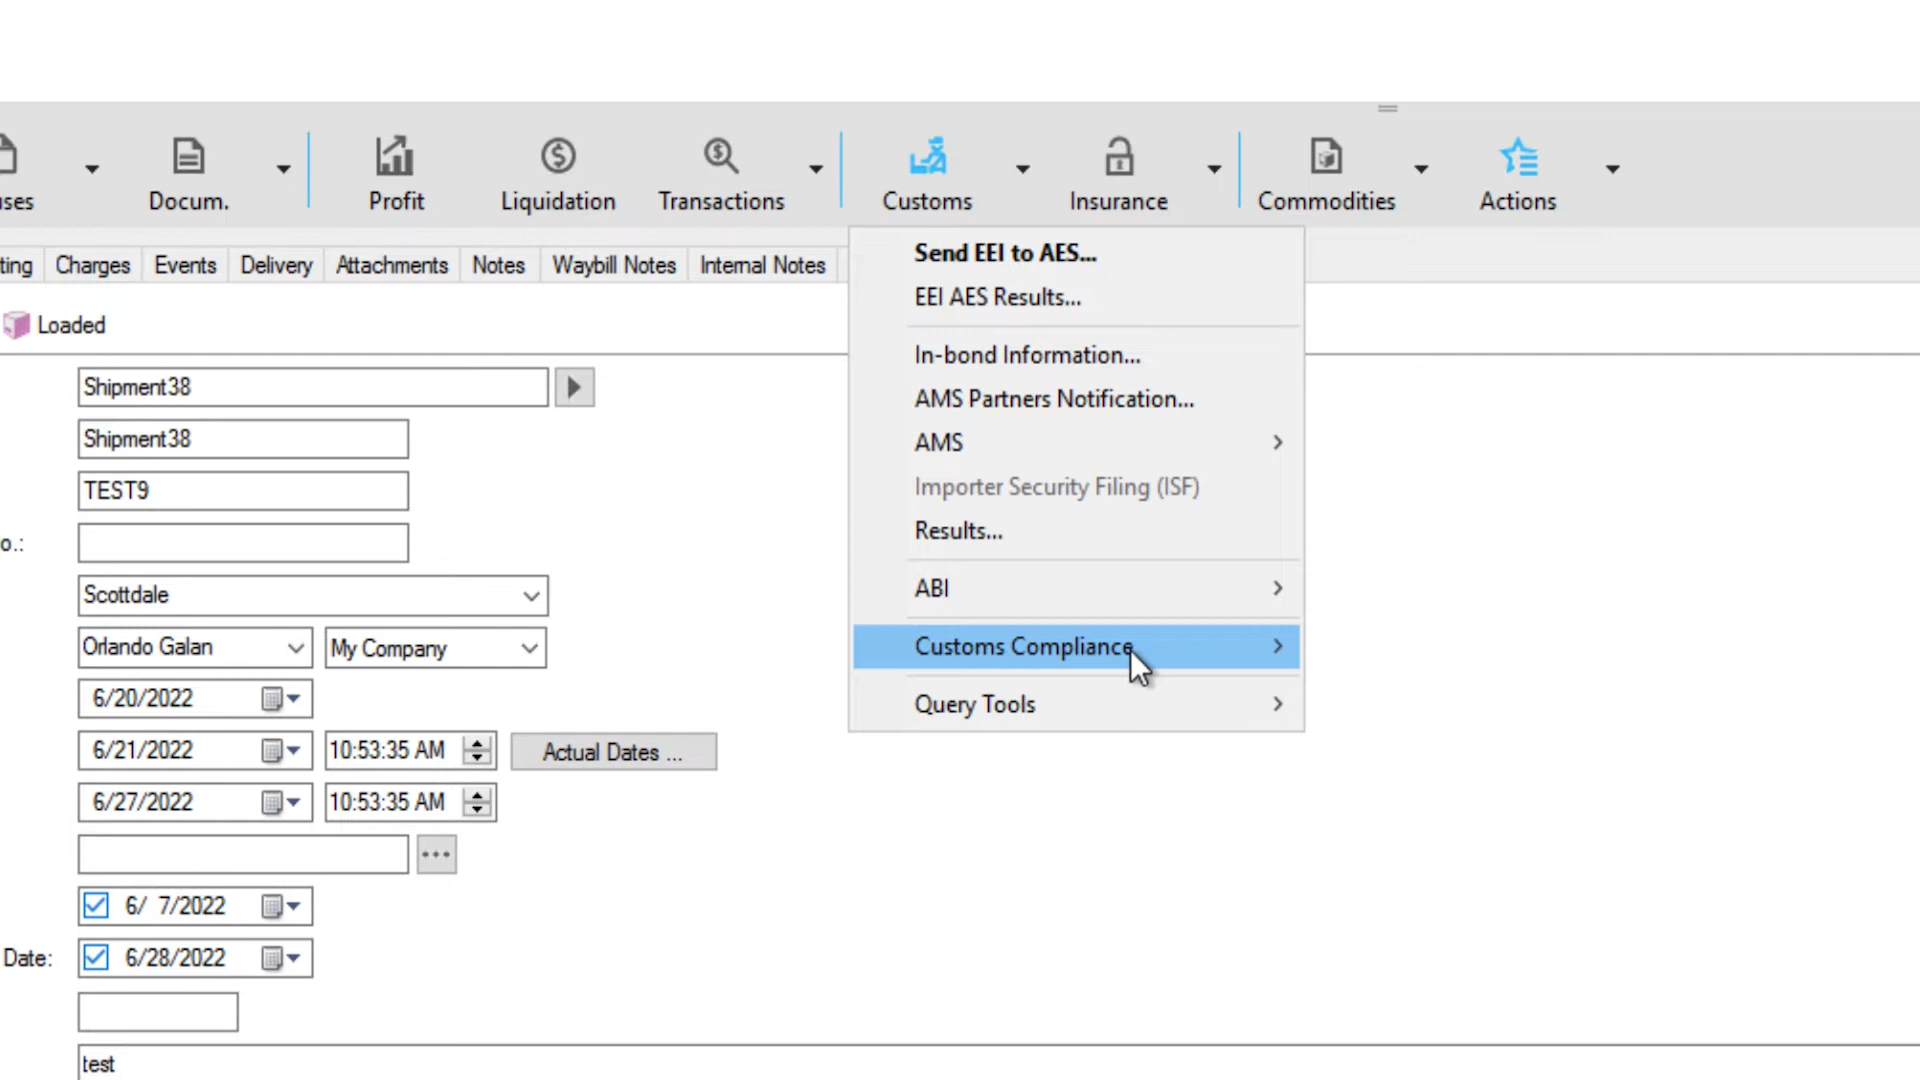 ses
Docum.
Profit
Liquidation
Transactions
Customs
Insurance
Commodities
Actions
ting
Charges
Events
Delivery
Attachments
Notes
Waybill Notes
Internal Notes
Send EEI to AES...
EEI AES Results...
In-bond Information...
AMS Partners Notification...
AMS
Importer Security Filing (ISF)
Results...
ABI
Customs Compliance
Query Tools
Loaded
Shipment38
Shipment38
TEST9
o.:
Scottdale
Orlando Galan My Company
6/20/2022
6/21/2022 10:53:35 AM Actual Dates ...
6/27/2022 10:53:35 AM
...
6/ 7/2022
Date: 6/28/2022
test